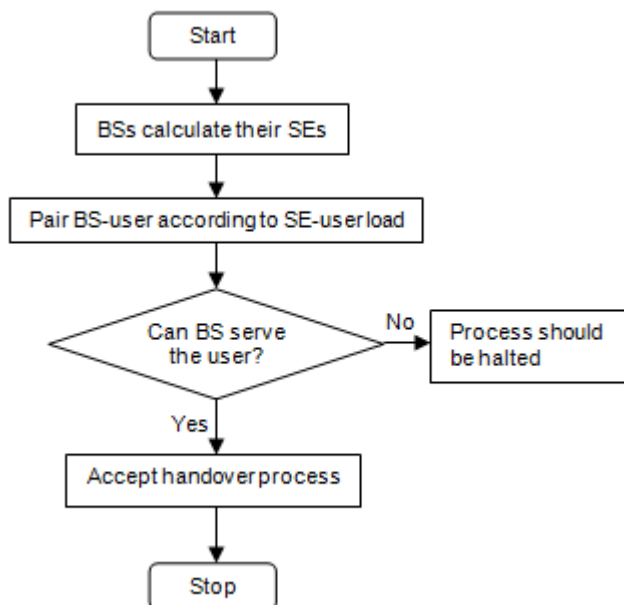 Start
BSs calculate their SEs
Pair BS-user according to SE-user load
Can BS serve
the user?
No
Process should
be halted
Yes
Accept handover process
Stop